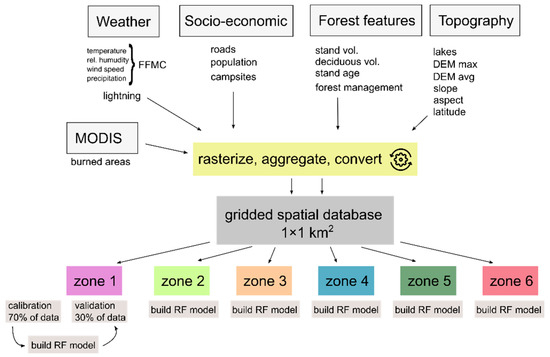 Weather
temperature
rel. humudity
wind speed
precipitation
FFMC
lightning
Socio-economic
roads
population
campsites
Forest features
stand vol.
deciduous vol.
stand age
forest management
Topography
lakes
DEM max
DEM avg
slope
aspect
latitude
MODIS
burned areas
rasterize, aggregate, convert
gridded spatial database
1×1 km²
zone 1
zone 2
zone 3
zone 4
zone 5
zone 6
calibration
70% of data
validation
30% of data
build RF model
build RF model
build RF model
build RF model
build RF model
build RF model